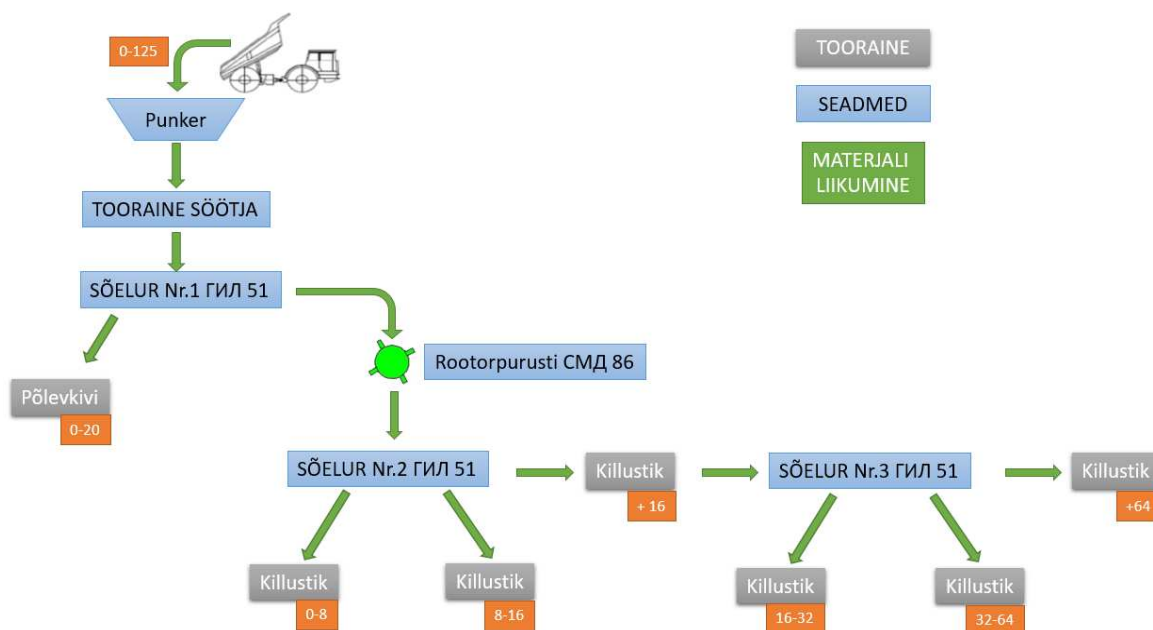 0-125
Punker
TOORAINE SÖÖTJA
SÕELUR Nr.1 ГИЛ 51
Rootorpurusti СМД 86
Põlevkivi
0-20
SÕELUR Nr.2 ГИЛ 51
Killustik
+ 16
SÕELUR Nr.3 ГИЛ 51
Killustik
+64
Killustik
0-8
Killustik
8-16
Killustik
16-32
Killustik
32-64
TOORAINE
SEADMED
MATERJALI
LIIKUMINE